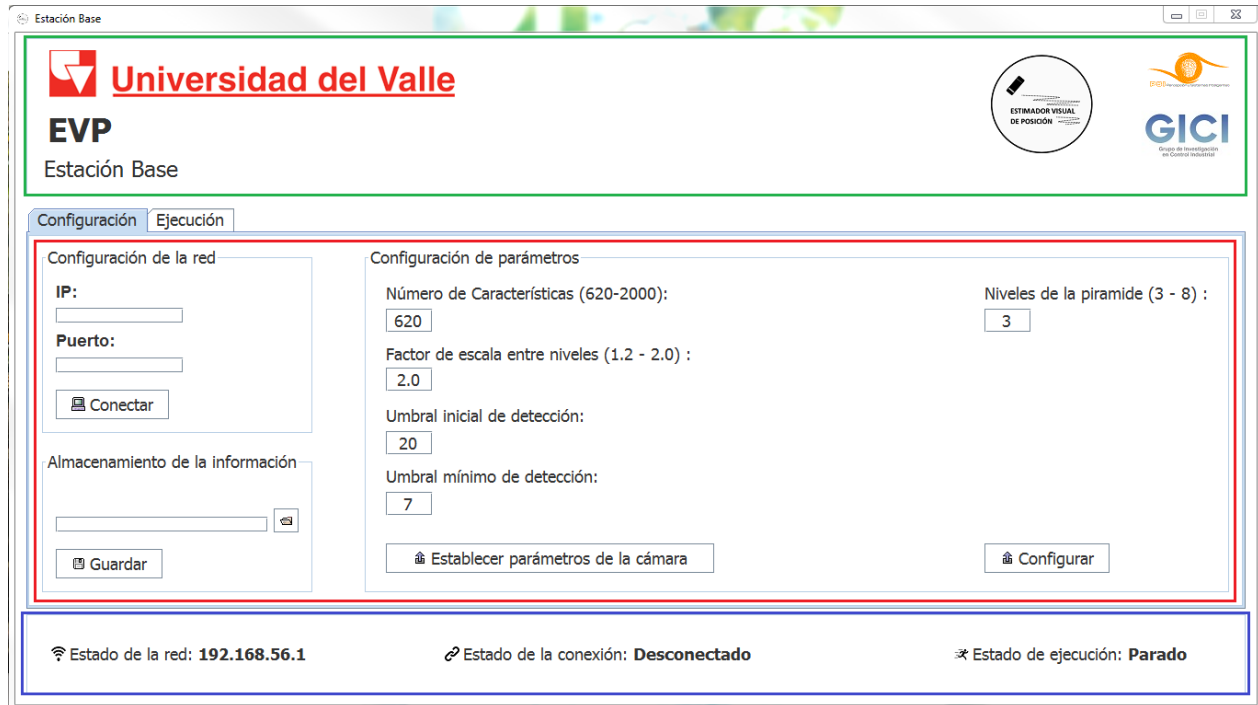 Estación Base
Universidad del Valle
EVP
Estación Base
ESTIMADOR VISUAL
DE POSICIÓN
PSI Percepción y Sistemas Inteligentes
GICI
Grupo de Investigación
en Control Industrial
Configuración
Ejecución
Configuración de la red
IP:
Puerto:
Conectar
Almacenamiento de la información
Guardar
Configuración de parámetros
Número de Características (620-2000):
620
Niveles de la piramide (3 - 8) :
3
Factor de escala entre niveles (1.2 - 2.0) :
2.0
Umbral inicial de detección:
20
Umbral mínimo de detección:
7
Establecer parámetros de la cámara
Configurar
Estado de la red: 192.168.56.1
Estado de la conexión: Desconectado
Estado de ejecución: Parado